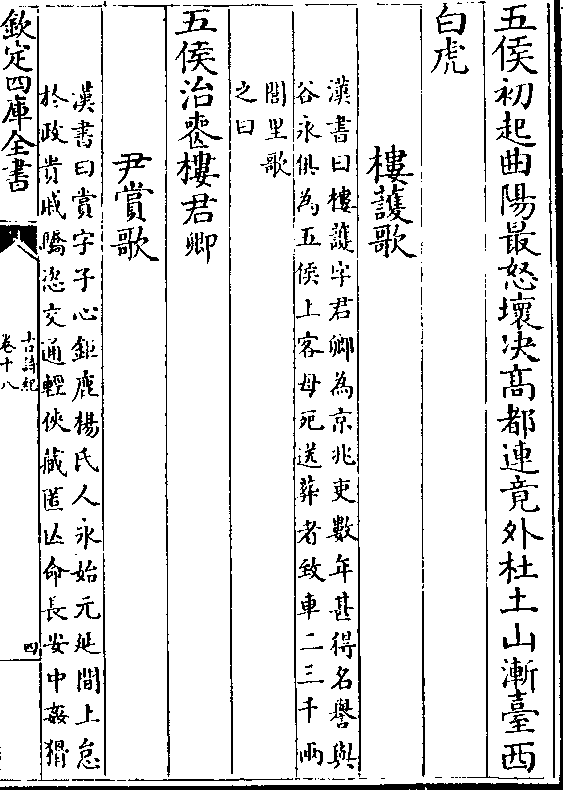 五侯初起曲陽最怒壞决髙都連竟外杜土山漸臺西
白虎
樓護歌
漢書曰樓護字君卿為京兆吏數年甚得名譽與
谷永俱為五侯上客母死送葬者致車二三千兩
閭里歌
之曰
五侯治喪樓君卿
尹賞歌
漢書曰賞字子心鉅鹿楊氏人永始元延間上怠
於政貴戚驕恣交通輕俠藏匿亡命長安中姦猾
欽定四庫全書
古詩紀
卷十八
四